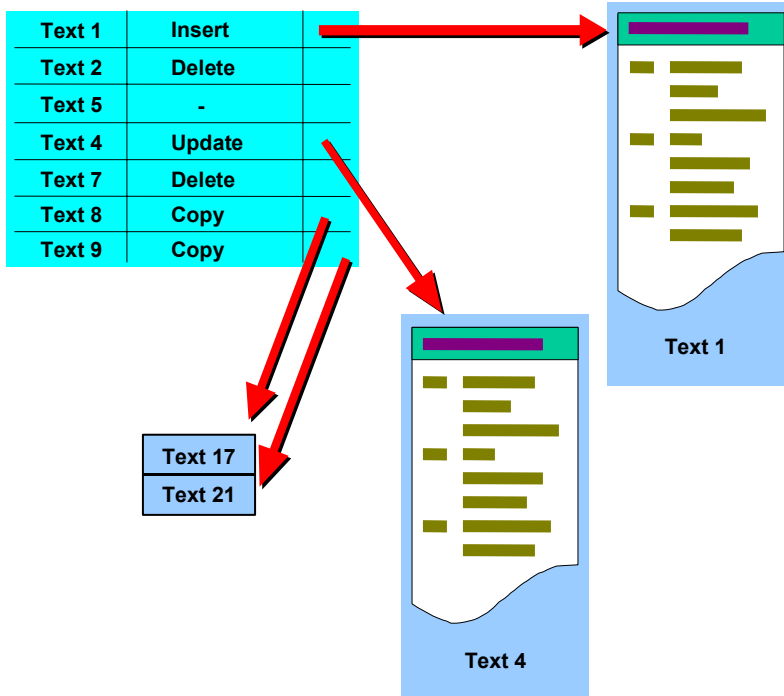 Text 1 Insert
Text 2 Delete
Text 5 -
Text 4 Update
Text 7 Delete
Text 8 Copy
Text 9 Copy
Text 1
Text 17
Text 21
Text 4